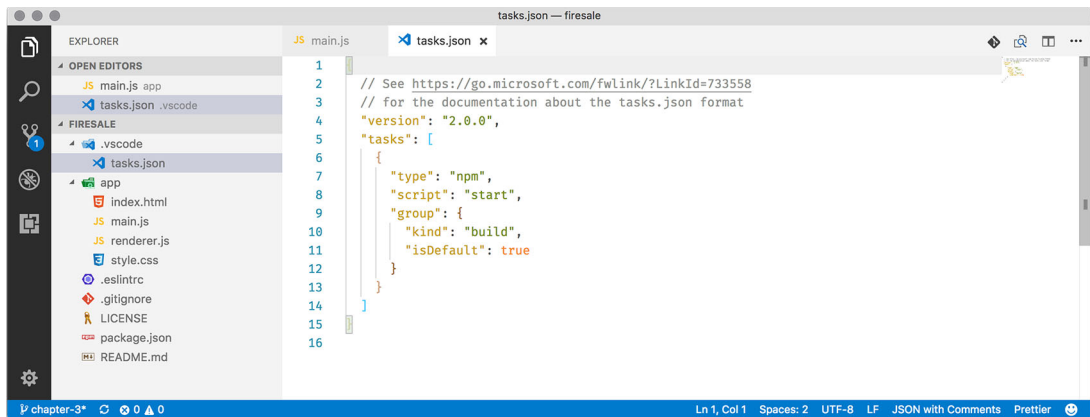 tasks.json — firesale
EXPLORER
OPEN EDITORS
JS main.js app
tasks.json .vscode
FIRESALE
.vscode
tasks.json
app
index.html
JS main.js
JS renderer.js
style.css
.eslintrc
.gitignore
LICENSE
package.json
README.md
1
JS main.js
tasks.json ×
1 {
2 // See https://go.microsoft.com/fwlink/?LinkId=733558
3 // for the documentation about the tasks.json format
4 "version": "2.0.0",
5 "tasks": [
6 {
7 "type": "npm",
8 "script": "start",
9 "group": {
10 "kind": "build",
11 "isDefault": true
12 }
13 }
14 ]
15 }
16
chapter-3* 0 0 Ln 1, Col 1 Spaces: 2 UTF-8 LF JSON with Comments Prettier